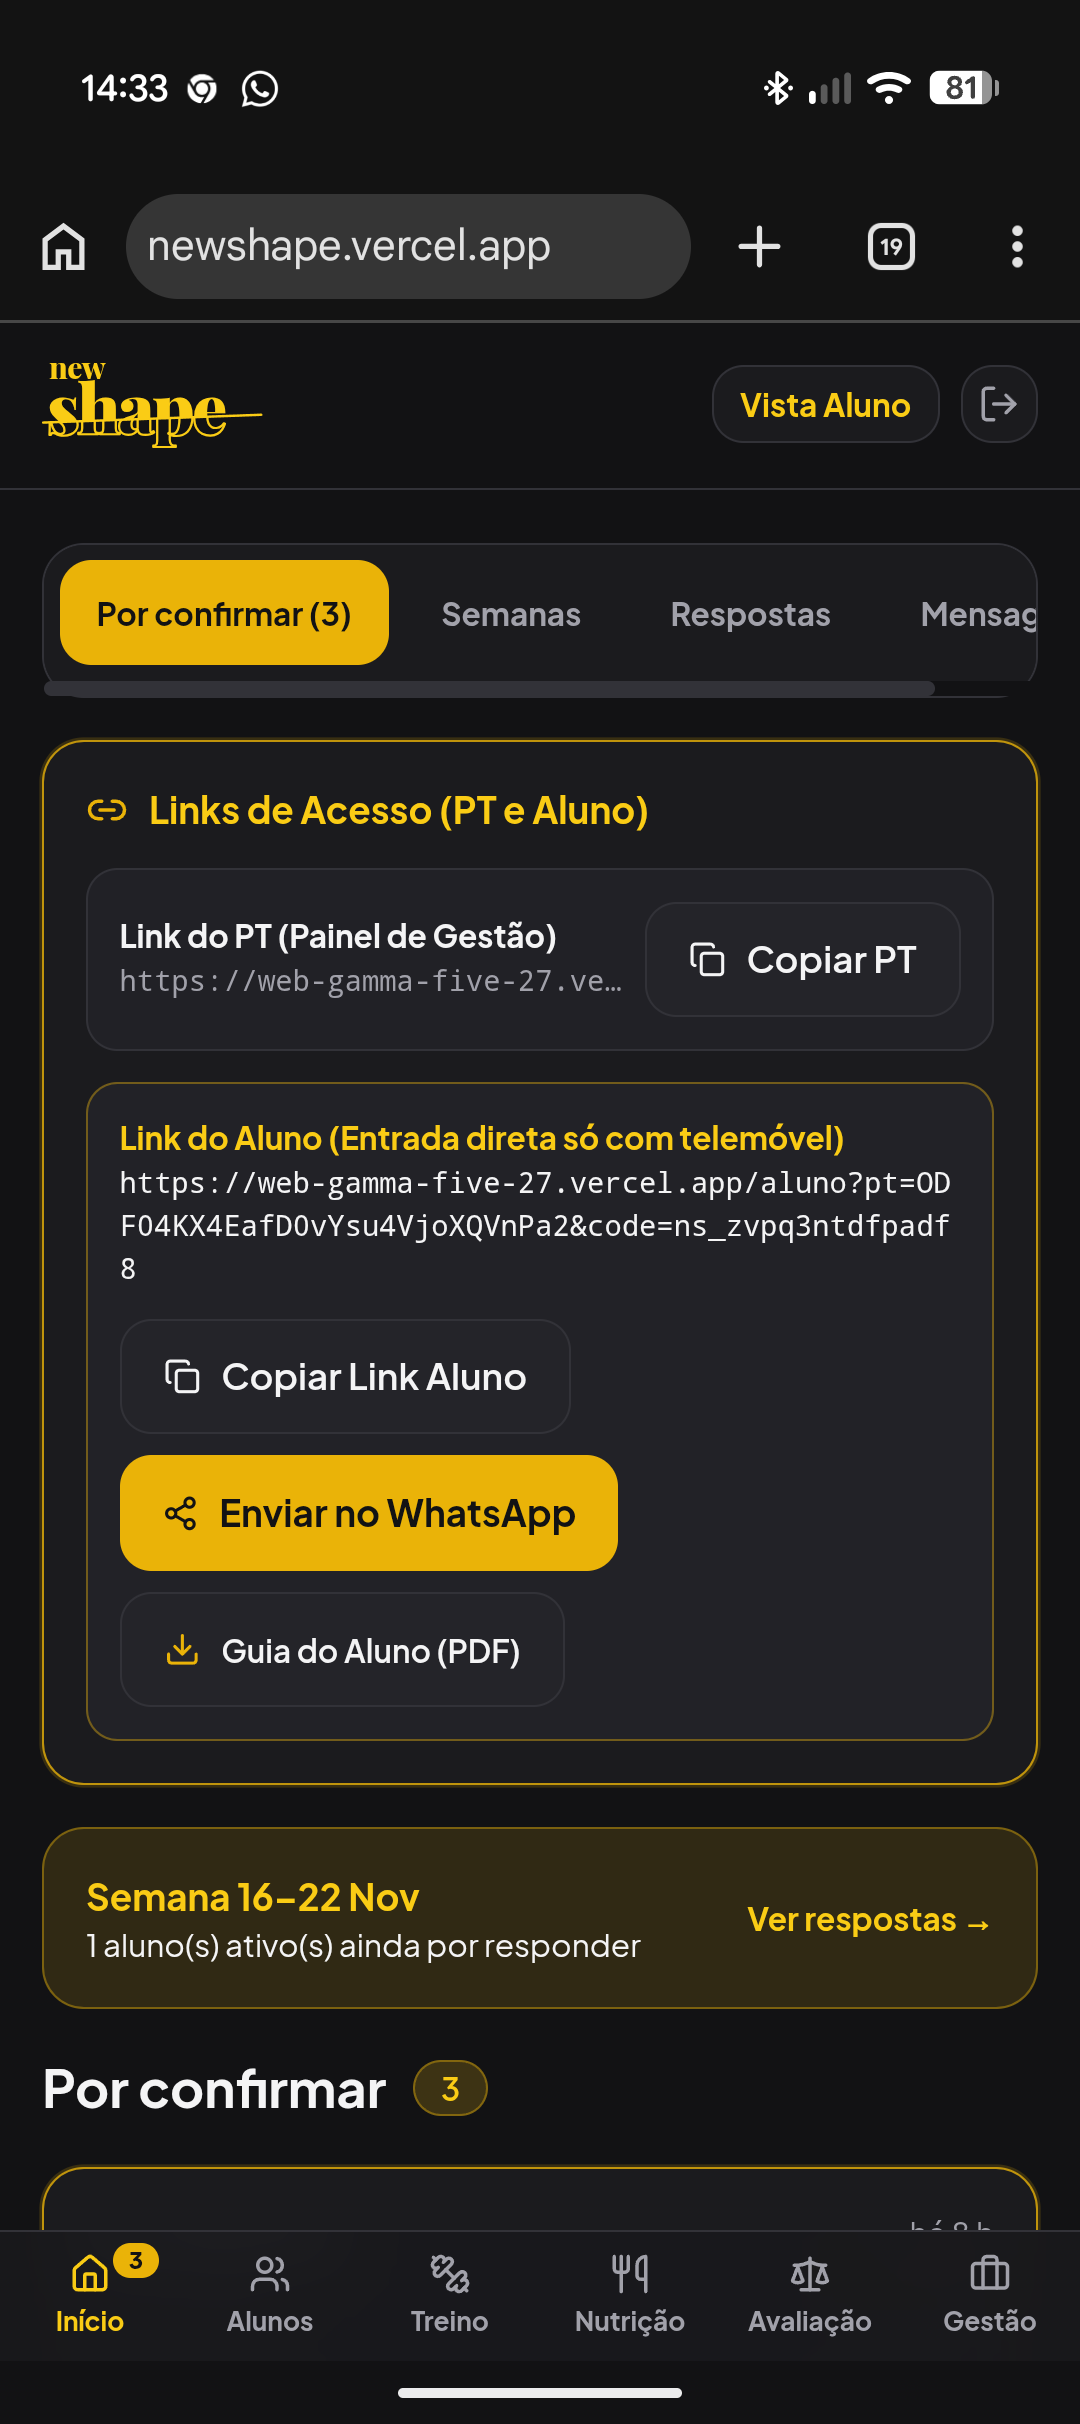 14:33
81
newshape.vercel.app
19
new
shape
Vista Aluno
Por confirmar (3)
Semanas
Respostas
Mensag
Links de Acesso (PT e Aluno)
Link do PT (Painel de Gestão)
https://web-gamma-five-27.ve…
Copiar PT
Link do Aluno (Entrada direta só com telemóvel)
https://web-gamma-five-27.vercel.app/aluno?pt=OD
F04KX4EafD0vYsu4VjoXQVnPa2&code=ns_zvpq3ntdfpadf
8
Copiar Link Aluno
Enviar no WhatsApp
Guia do Aluno (PDF)
Semana 16–22 Nov
1 aluno(s) ativo(s) ainda por responder
Ver respostas →
Por confirmar
3
há 8 h
3
Início
Alunos
Treino
Nutrição
Avaliação
Gestão